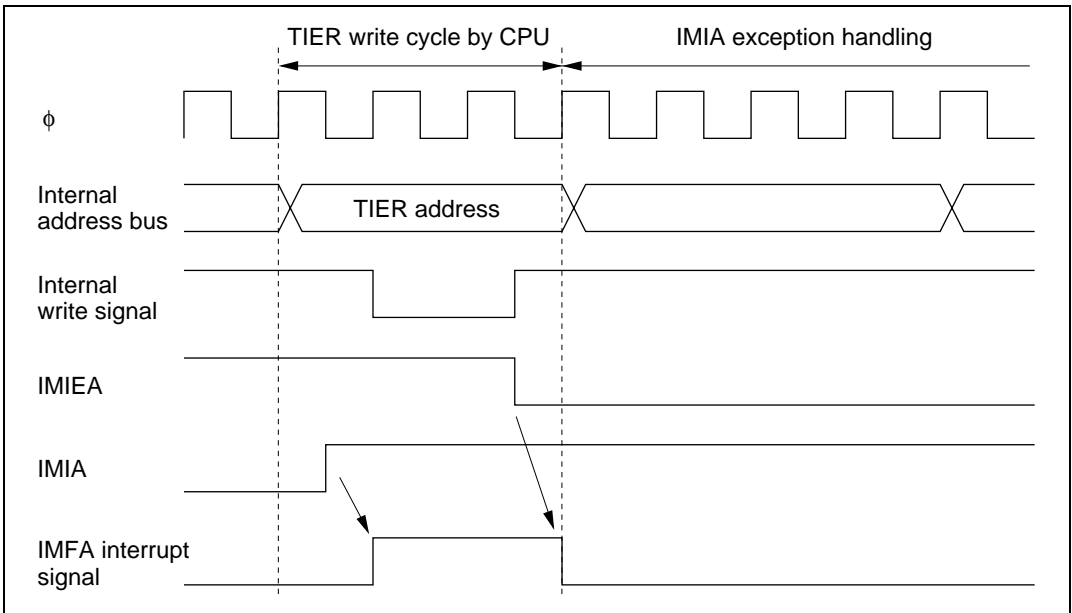 TIER write cycle by CPU
IMIA exception handling
ϕ
Internal
address bus
TIER address
Internal
write signal
IMIEA
IMIA
IMFA interrupt
signal